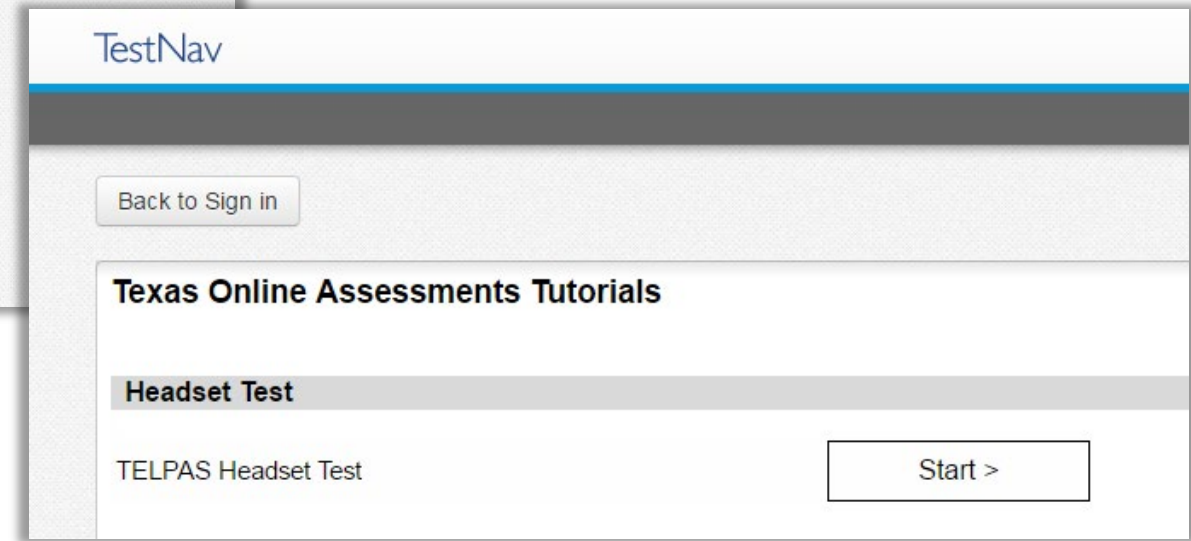 TestNav
Back to Sign in
Texas Online Assessments Tutorials
Headset Test
TELPAS Headset Test
Start >